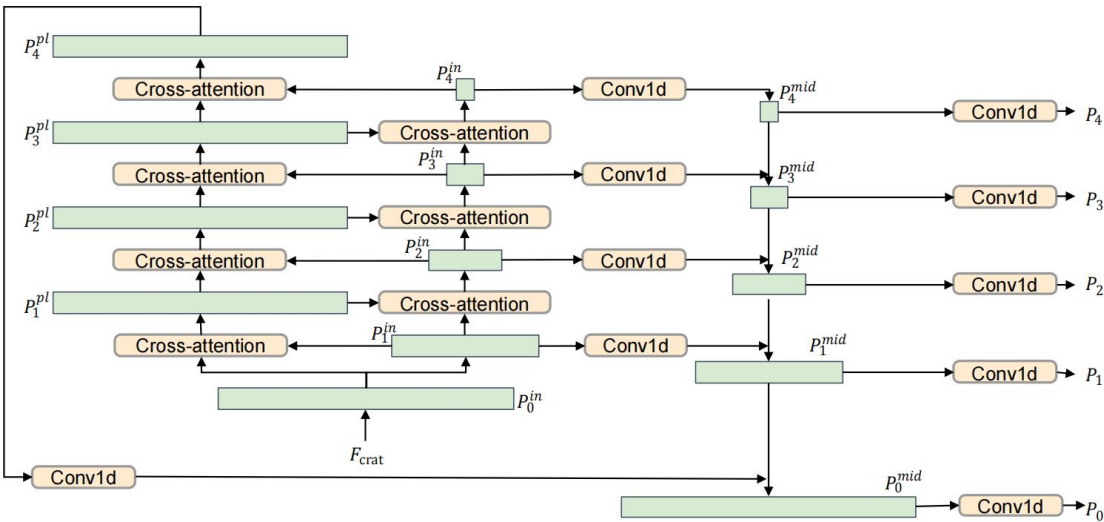 P_4^{pl}
P_4^{in}
Cross-attention
Conv1d
P_4^{mid}
Conv1d
P_4
P_3^{pl}
Cross-attention
P_3^{in}
Cross-attention
Conv1d
P_3^{mid}
Conv1d
P_3
P_2^{pl}
Cross-attention
P_2^{in}
Cross-attention
Conv1d
P_2^{mid}
Conv1d
P_2
P_1^{pl}
Cross-attention
P_1^{in}
Cross-attention
Conv1d
P_1^{mid}
Conv1d
P_1
P_0^{in}
F_{crat}
Conv1d
P_0^{mid}
Conv1d
P_0